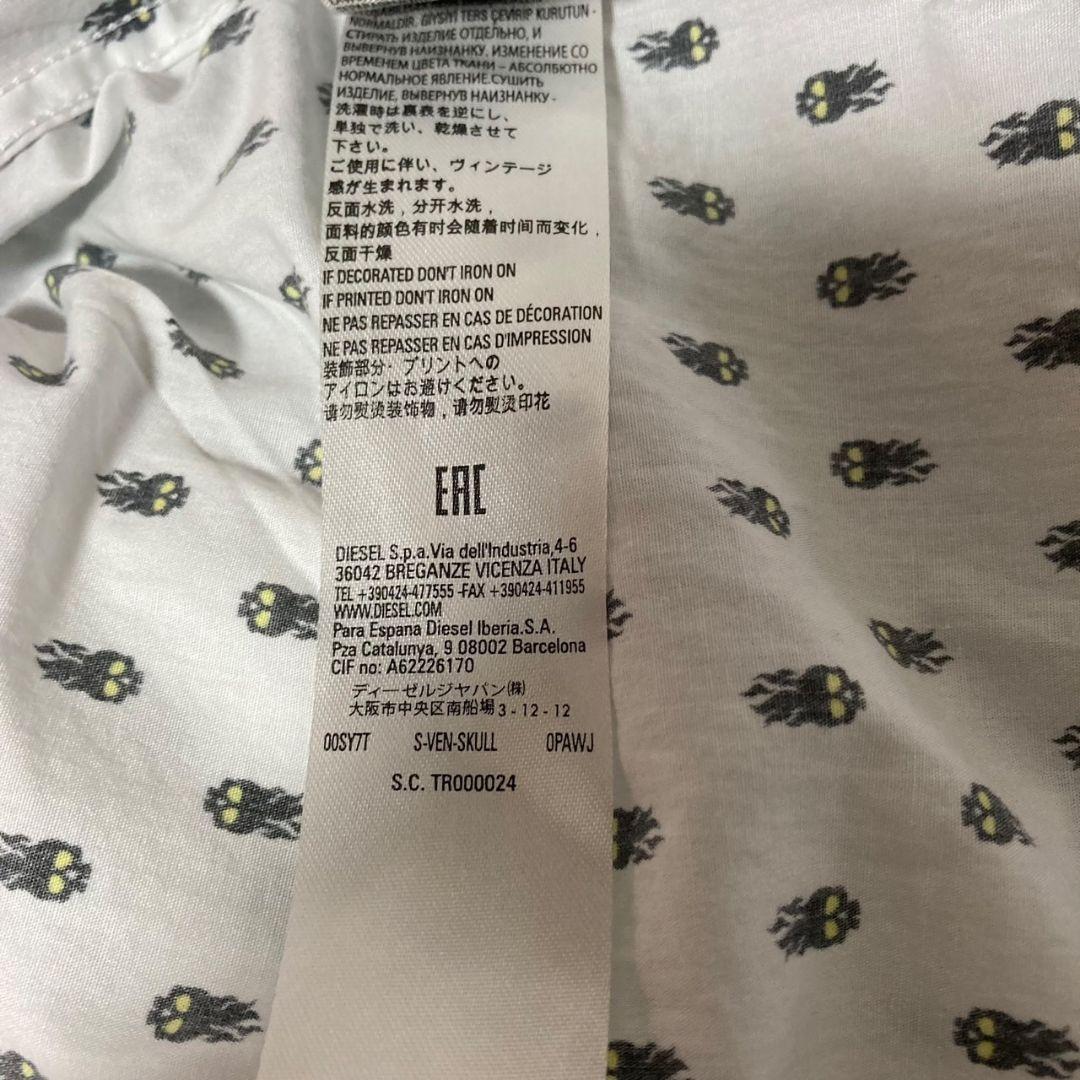 NORMALDIR. GIYSIYI TERS ÇEVIRIP KURUTUN -
СТИРАТЬ ИЗДЕЛИЕ ОТДЕЛЬНО, И
ВЫВЕРНУВ НАИЗНАНКУ. ИЗМЕНЕНИЕ СО
ВРЕМЕНЕМ ЦВЕТА ТКАНИ – АБСОЛЮТНО
НОРМАЛЬНОЕ ЯВЛЕНИЕ.СУШИТЬ
ИЗДЕЛИЕ, ВЫВЕРНУВ НАИЗНАНКУ -
洗濯時は裏表を逆にし、
単独で洗い、乾燥させて
下さい。
ご使用に伴い、ヴィンテージ
感が生まれます。
反面水洗，分开水洗，
面料的颜色有时会随着时间而变化，
反面干燥
IF DECORATED DON'T IRON ON
IF PRINTED DON'T IRON ON
NE PAS REPASSER EN CAS DE DÉCORATION
NE PAS REPASSER EN CAS D'IMPRESSION
装飾部分・プリントへの
アイロンはお避けください。
请勿熨烫装饰物，请勿熨烫印花
EAC
DIESEL S.p.a.Via dell'Industria,4-6
36042 BREGANZE VICENZA ITALY
TEL +390424-477555 -FAX +390424-411955
WWW.DIESEL.COM
Para Espana Diesel Iberia.S.A.
Pza Catalunya, 9 08002 Barcelona
CIF no: A62226170
ディーゼルジャパン㈱
大阪市中央区南船場3-12-12
00SY7T S-VEN-SKULL 0PAWJ
S.C. TR000024